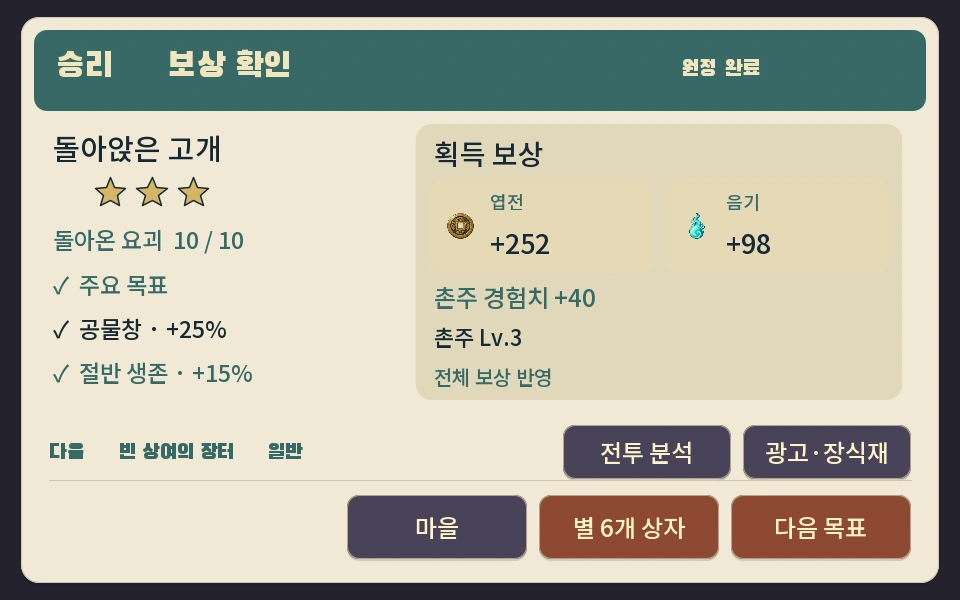 승리 보상 확인
원정 완료
돌아앉은 고개
돌아온 요괴 10 / 10
✓ 주요 목표
✓ 공물창 · +25%
✓ 절반 생존 · +15%
획득 보상
엽전
+252
음기
+98
촌주 경험치 +40
촌주 Lv.3
전체 보상 반영
다음 빈 상여의 장터 일반
전투 분석
광고·장식재
마을
별 6개 상자
다음 목표